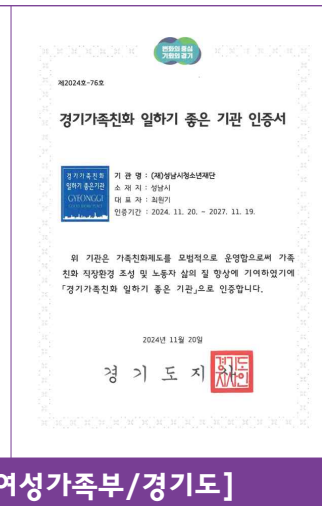 변화의 중심
기회의 경기
제2024호-76호
경기가족친화 일하기 좋은 기관 인증서
경기가족친화
일하기 좋은기관
GYEONGGI
기 관 명 : (재)성남시청소년재단
소 재 지 : 성남시
대 표 자 : 최원기
인증기간 : 2024. 11. 20. ~ 2027. 11. 19.
위 기관은 가족친화제도를 모범적으로 운영함으로써 가족
친화 직장환경 조성 및 노동자 삶의 질 향상에 기여하였기에
「경기가족친화 일하기 좋은 기관」으로 인증합니다.
2024년 11월 20일
경 기 도 지
여성가족부/경기도]